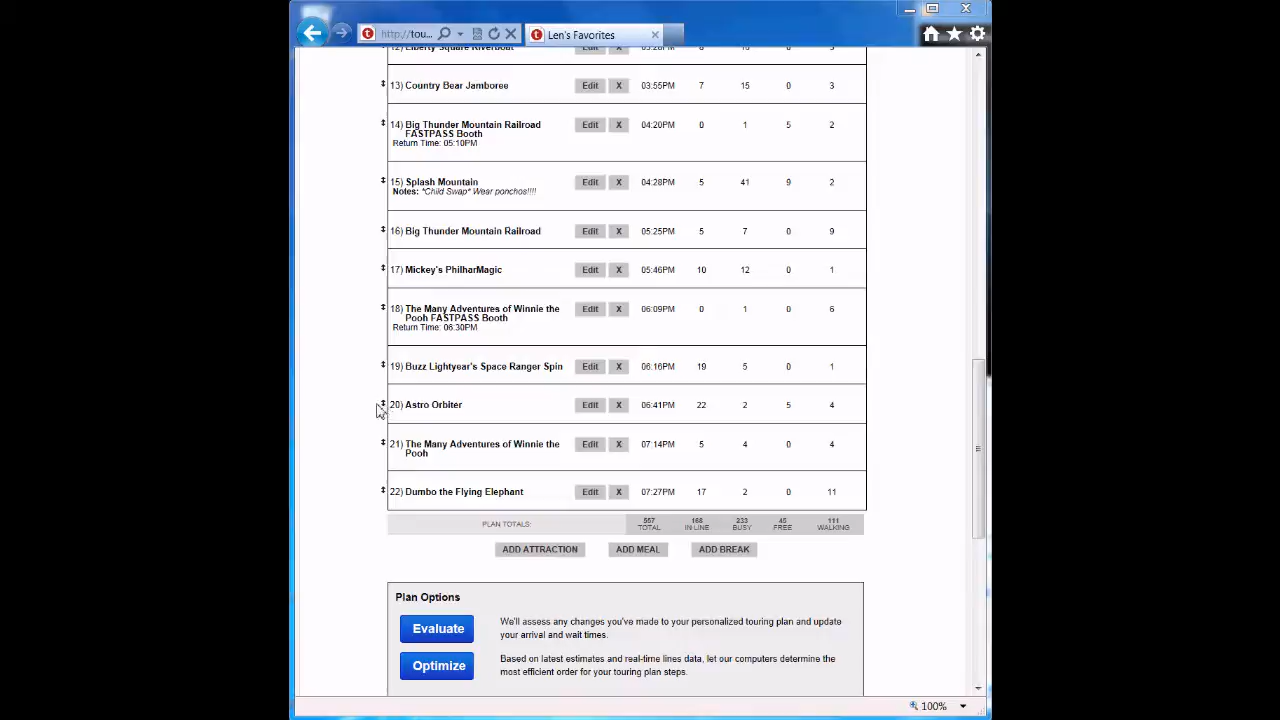 http://tou...
Len's Favorites
12) Liberty Square Riverboat 03:28PM
13) Country Bear Jamboree Edit X 03:55PM 7 15 0 3
14) Big Thunder Mountain Railroad Edit X 04:20PM 0 1 5 2
FASTPASS Booth
Return Time: 05:10PM
15) Splash Mountain Edit X 04:28PM 5 41 9 2
Notes: *Child Swap* Wear ponchos!!!!
16) Big Thunder Mountain Railroad Edit X 05:25PM 5 7 0 9
17) Mickey's PhilharMagic Edit X 05:46PM 10 12 0 1
18) The Many Adventures of Winnie the Edit X 06:09PM 0 1 0 6
Pooh FASTPASS Booth
Return Time: 06:30PM
19) Buzz Lightyear's Space Ranger Spin Edit X 06:16PM 19 5 0 1
20) Astro Orbiter Edit X 06:41PM 22 2 5 4
21) The Many Adventures of Winnie the Edit X 07:14PM 5 4 0 4
Pooh
22) Dumbo the Flying Elephant Edit X 07:27PM 17 2 0 11
PLAN TOTALS: 557 168 233 45 111
TOTAL IN LINE BUSY FREE WALKING
ADD ATTRACTION ADD MEAL ADD BREAK
Plan Options
Evaluate We'll assess any changes you've made to your personalized touring plan and update
your arrival and wait times.
Optimize Based on latest estimates and real-time lines data, let our computers determine the
most efficient order for your touring plan steps.
100%